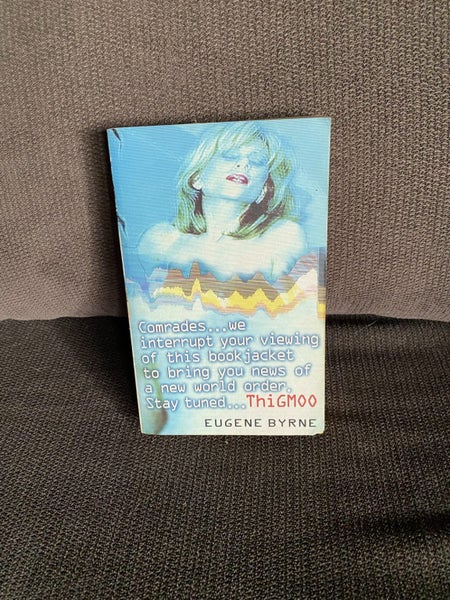 Comrades...we
interrupt your viewing
of this bookjacket
to bring you news of
a new world order.
Stay tuned...ThiGMOO
EUGENE BYRNE